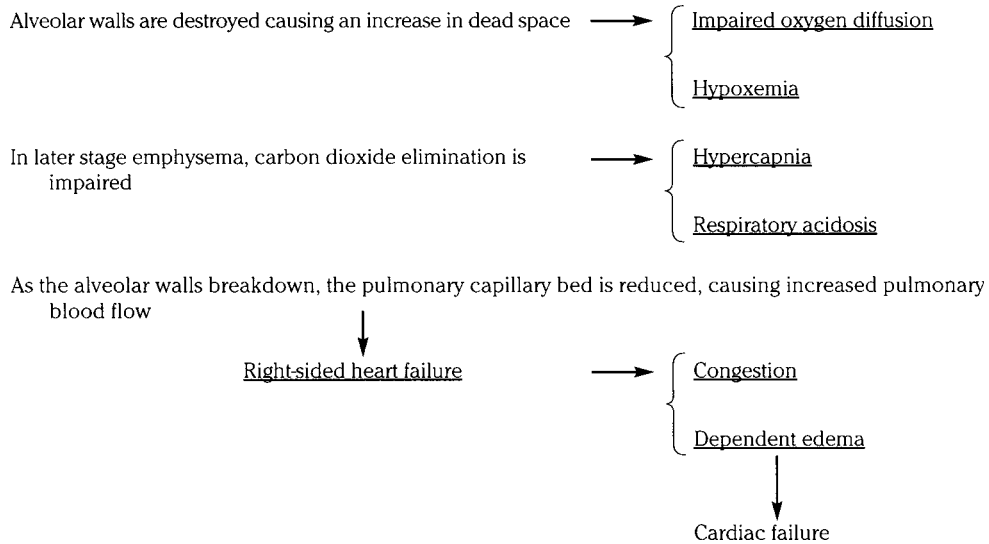 Alveolar walls are destroyed causing an increase in dead space
Impaired oxygen diffusion
Hypoxemia
In later stage emphysema, carbon dioxide elimination is
impaired
Hypercapnia
Respiratory acidosis
As the alveolar walls breakdown, the pulmonary capillary bed is reduced, causing increased pulmonary
blood flow
Right-sided heart failure
Congestion
Dependent edema
Cardiac failure